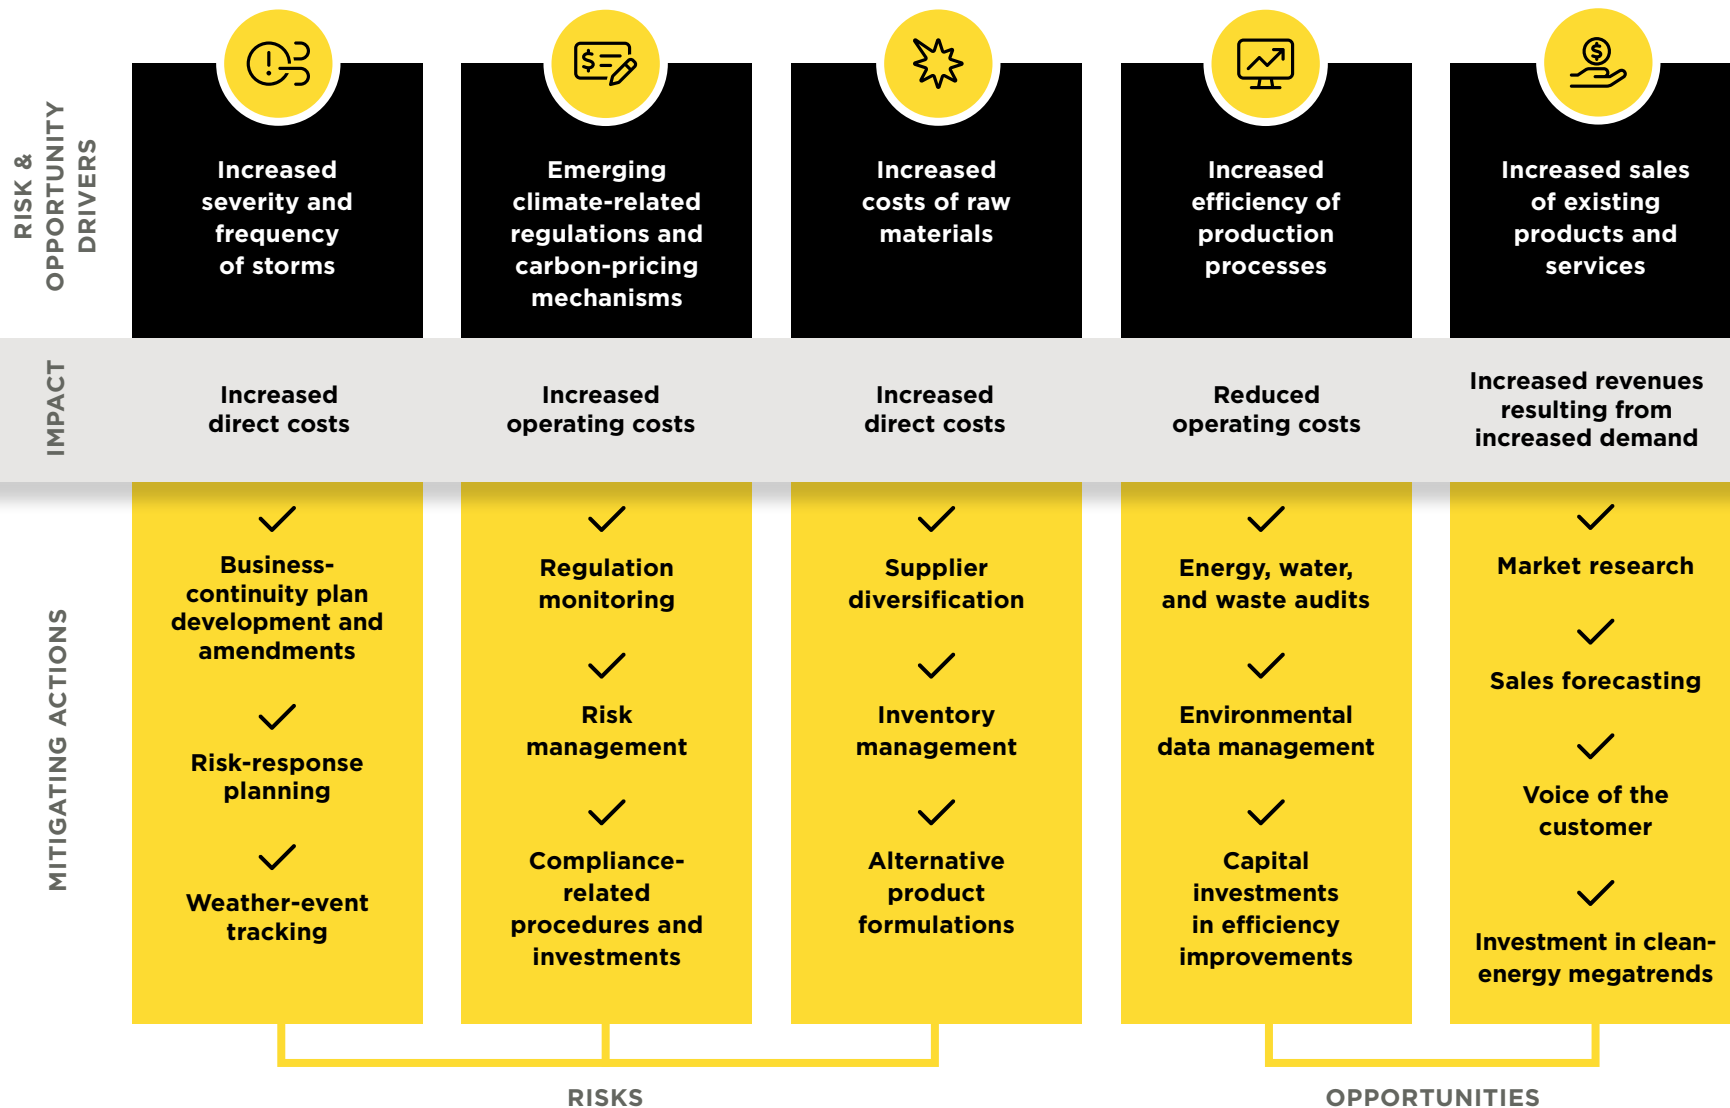 RISK &
OPPORTUNITY
DRIVERS
Increased
severity and
frequency
of storms
Emerging
climate-related
regulations and
carbon-pricing
mechanisms
Increased
costs of raw
materials
Increased
efficiency of
production
processes
Increased sales
of existing
products and
services
IMPACT
Increased
direct costs
Increased
operating costs
Increased
direct costs
Reduced
operating costs
Increased revenues
resulting from
increased demand
MITIGATING ACTIONS
Business-
continuity plan
development and
amendments
Risk-response
planning
Weather-event
tracking
Regulation
monitoring
Risk
management
Compliance-
related
procedures and
investments
Supplier
diversification
Inventory
management
Alternative
product
formulations
Energy, water,
and waste audits
Environmental
data management
Capital
investments
in efficiency
improvements
Market research
Sales forecasting
Voice of the
customer
Investment in clean-
energy megatrends
RISKS
OPPORTUNITIES